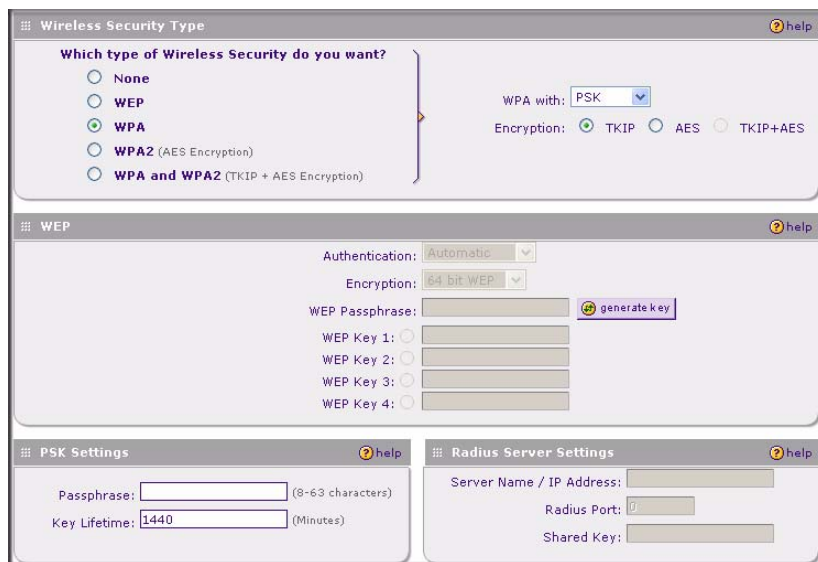 Wireless Security Type
help
Which type of Wireless Security do you want?
None
WEP
WPA
WPA2 (AES Encryption)
WPA and WPA2 (TKIP + AES Encryption)
WPA with: PSK
Encryption: TKIP AES TKIP+AES
WEP
help
Authentication: Automatic
Encryption: 64 bit WEP
WEP Passphrase: generate key
WEP Key 1:
WEP Key 2:
WEP Key 3:
WEP Key 4:
PSK Settings
help
Passphrase: (8-63 characters)
Key Lifetime: 1440 (Minutes)
Radius Server Settings
help
Server Name / IP Address:
Radius Port: 0
Shared Key: